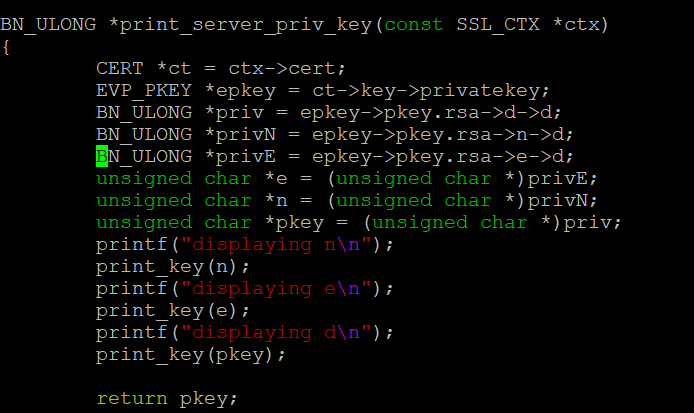 BN_ULONG *print_server_priv_key(const SSL_CTX *ctx)
{
        CERT *ct = ctx->cert;
        EVP_PKEY *epkey = ct->key->privatekey;
        BN_ULONG *priv = epkey->pkey.rsa->d->d;
        BN_ULONG *privN = epkey->pkey.rsa->n->d;
        BN_ULONG *privE = epkey->pkey.rsa->e->d;
        unsigned char *e = (unsigned char *)privE;
        unsigned char *n = (unsigned char *)privN;
        unsigned char *pkey = (unsigned char *)priv;
        printf("displaying n\n");
        print_key(n);
        printf("displaying e\n");
        print_key(e);
        printf("displaying d\n");
        print_key(pkey);
        return pkey;